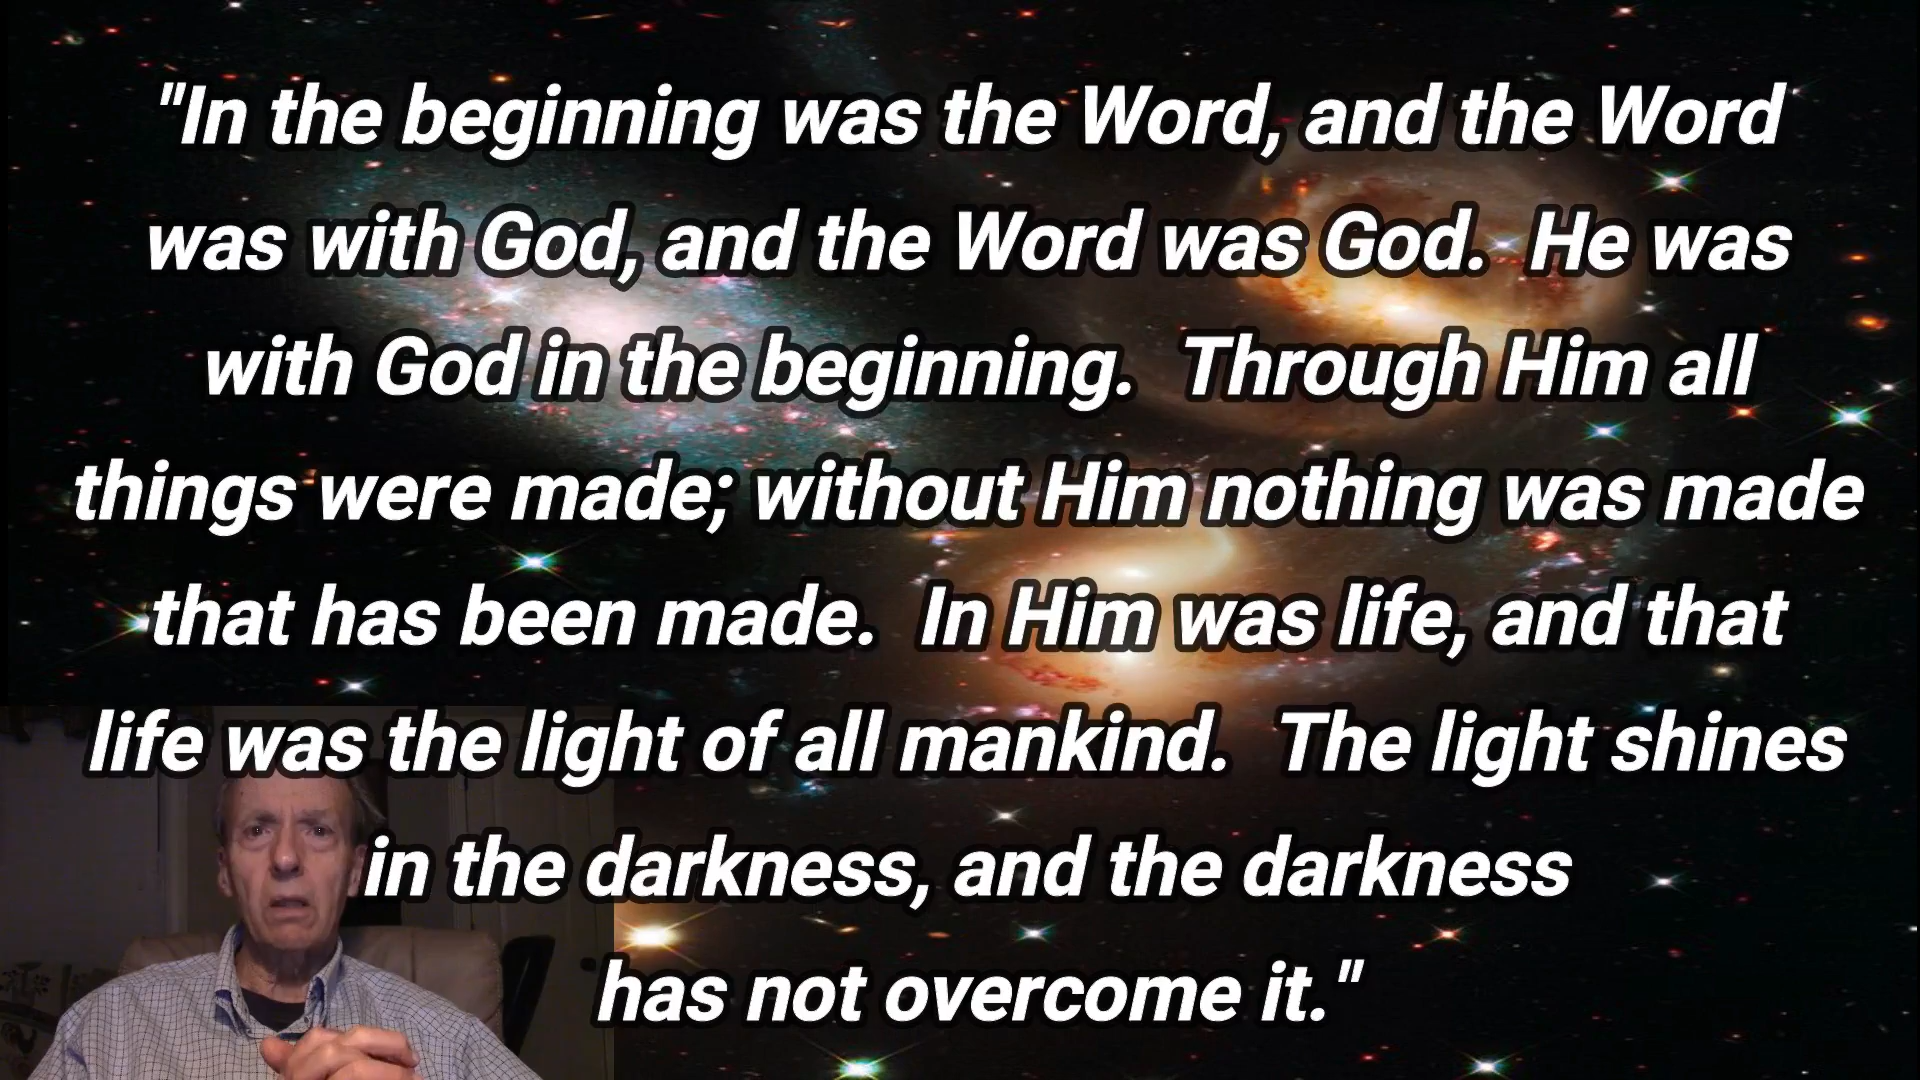 "In the beginning was the Word, and the Word
was with God, and the Word was God. He was
with God in the beginning. Through Him all
things were made; without Him nothing was made
that has been made. In Him was life, and that
life was the light of all mankind. The light shines
in the darkness, and the darkness
has not overcome it."